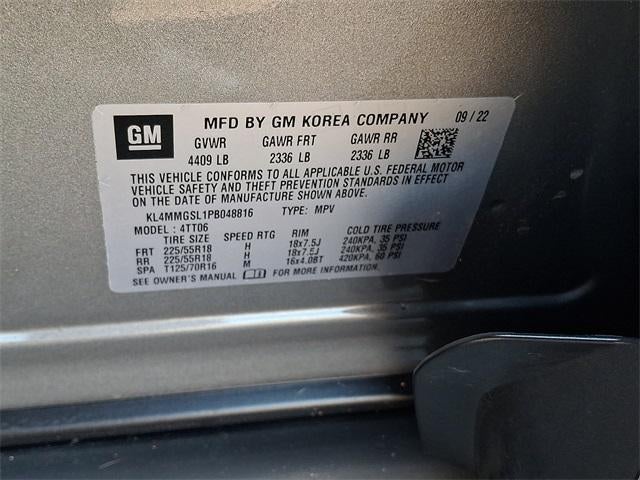 GM
MFD BY GM KOREA COMPANY 09/22
GVWR GAWR FRT GAWR RR
4409 LB 2336 LB 2336 LB
THIS VEHICLE CONFORMS TO ALL APPLICABLE U.S. FEDERAL MOTOR
VEHICLE SAFETY AND THEFT PREVENTION STANDARDS IN EFFECT
ON THE DATE OF MANUFACTURE SHOWN ABOVE.
KL4MMGSL1PB048816 TYPE: MPV
MODEL: 4TT06
TIRE SIZE SPEED RTG RIM COLD TIRE PRESSURE
FRT 225/55R18 H 18x7.5J 240KPA, 35 PSI
RR 225/55R18 H 18x7.5J 240KPA, 35 PSI
SPA T125/70R16 M 16x4.0BT 420KPA, 60 PSI
SEE OWNER'S MANUAL FOR MORE INFORMATION.